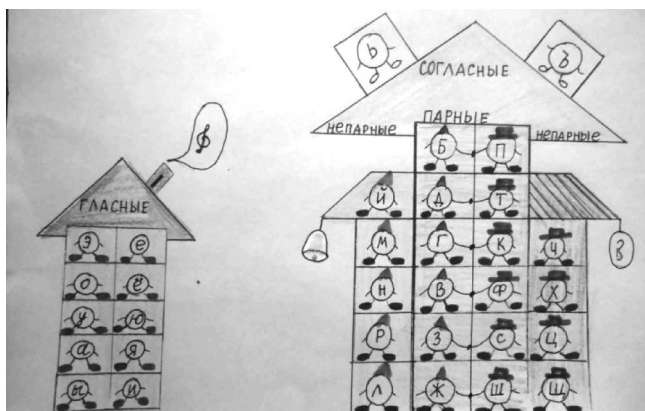 Ь Ъ
СОГЛАСНЫЕ
ПАРНЫЕ
НЕПАРНЫЕ НЕПАРНЫЕ
Б П
Й Д Т
М Г К Ч
Н В Ф Х
Р З С Ц
Л Ж Ш Щ
ГЛАСНЫЕ
э е
о ё
у ю
а я
ы и